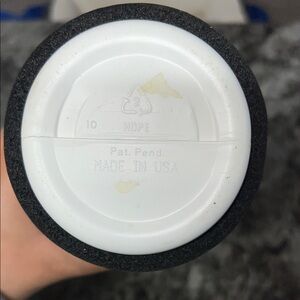 2
10 HDPE
Pat. Pend.
MADE IN USA